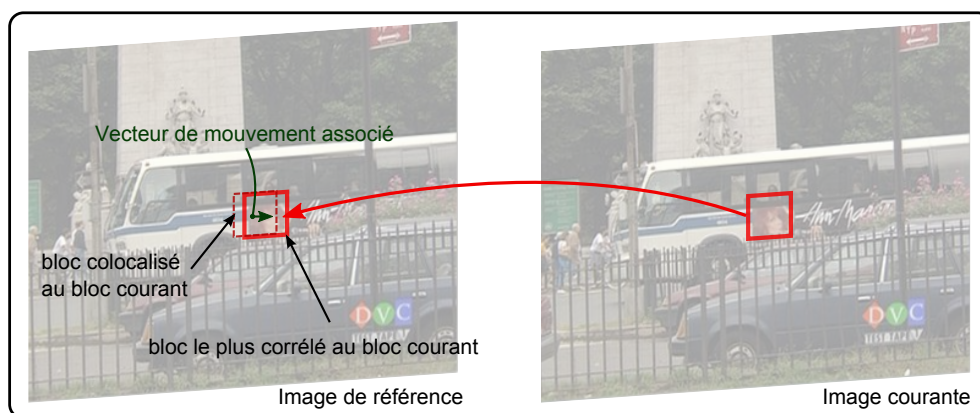 Vecteur de mouvement associé
bloc colocalisé
au bloc courant
bloc le plus corrélé au bloc courant
Image de référence
Image courante
DVC
DVC